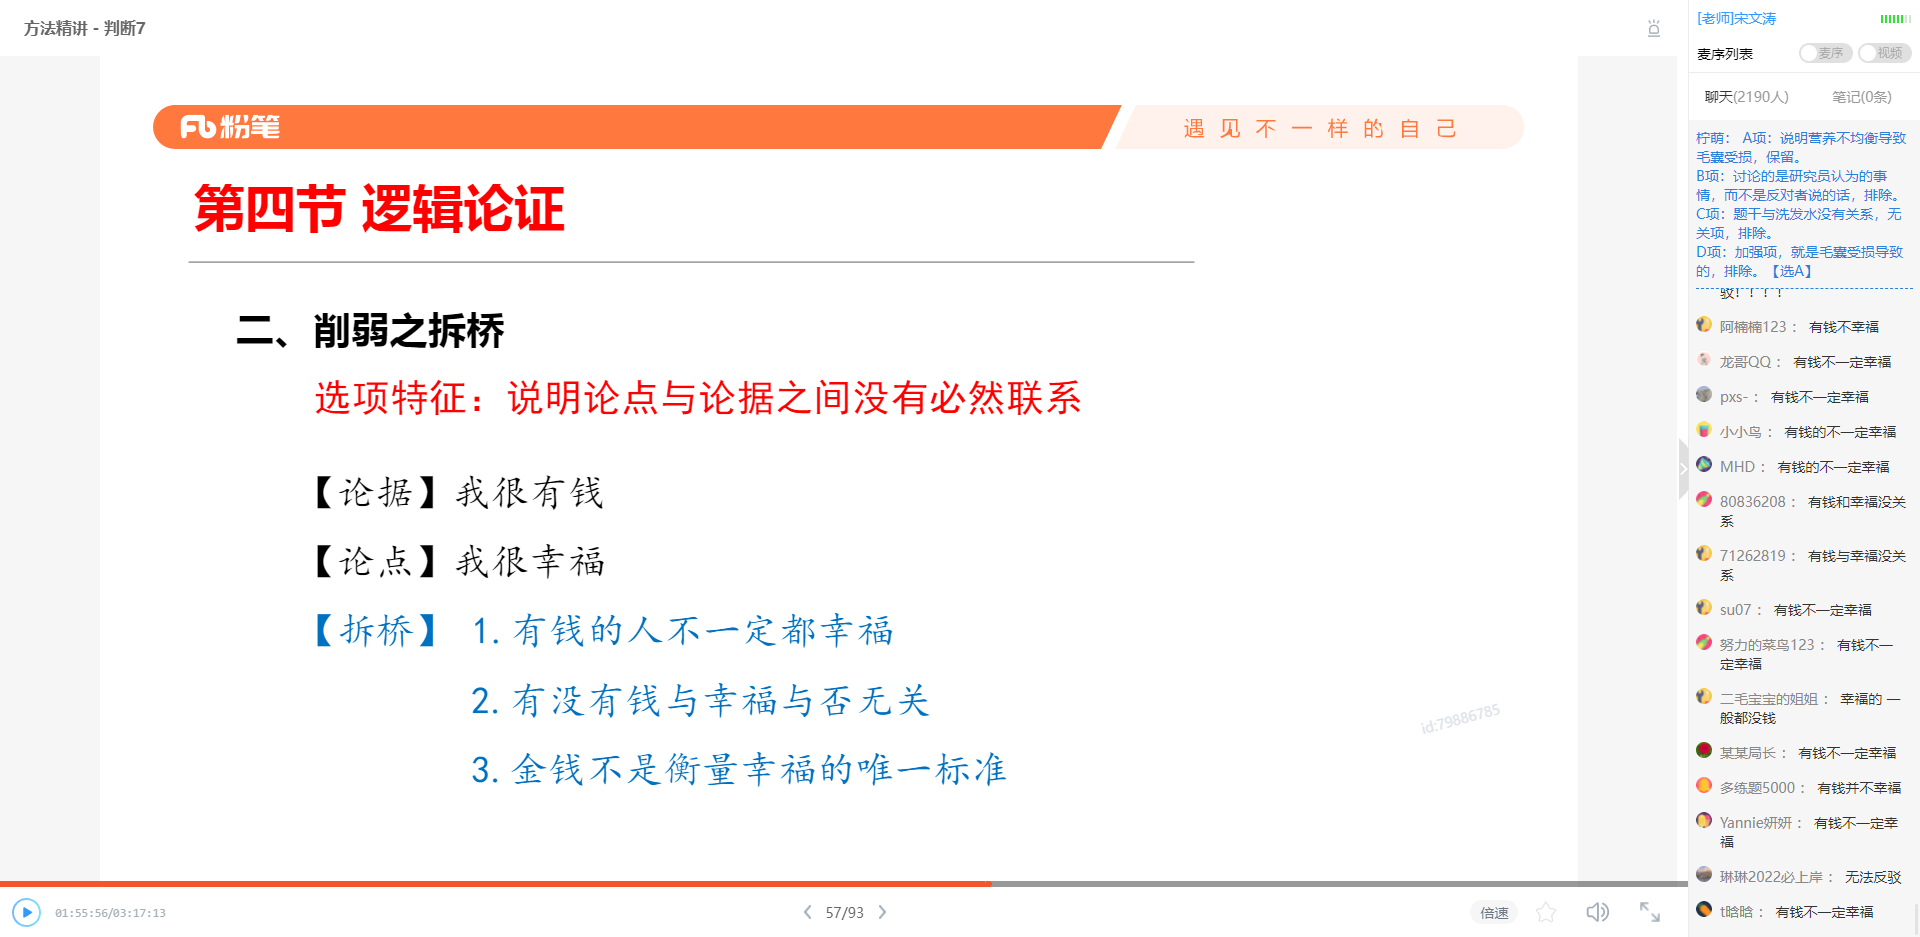 方法精讲 - 判断7
粉笔
遇见不一样的自己
第四节 逻辑论证
二、削弱之拆桥
选项特征：说明论点与论据之间没有必然联系
【论据】我很有钱
【论点】我很幸福
【拆桥】 1. 有钱的人不一定都幸福
2. 有没有钱与幸福与否无关
3. 金钱不是衡量幸福的唯一标准
id:79886785
01:55:56/03:17:13
57/93
倍速
[老师]宋文涛
麦序列表
麦序
视频
聊天(2190人)
笔记(0条)
柠萌： A项：说明营养不均衡导致
毛囊受损，保留。
B项：讨论的是研究员认为的事
情，而不是反对者说的话，排除。
C项：题干与洗发水没有关系，无
关项，排除。
D项：加强项，就是毛囊受损导致
的，排除。【选A】
驳！！！！
阿楠楠123： 有钱不幸福
龙哥QQ： 有钱不一定幸福
pxs-： 有钱不一定幸福
小小鸟： 有钱的不一定幸福
MHD： 有钱的不一定幸福
80836208： 有钱和幸福没关
系
71262819： 有钱与幸福没关
系
su07： 有钱不一定幸福
努力的菜鸟123： 有钱不一
定幸福
二毛宝宝的姐姐： 幸福的 一
般都没钱
某某局长： 有钱不一定幸福
多练题5000： 有钱并不幸福
Yannie妍妍： 有钱不一定幸
福
琳琳2022必上岸： 无法反驳
t晗晗： 有钱不一定幸福